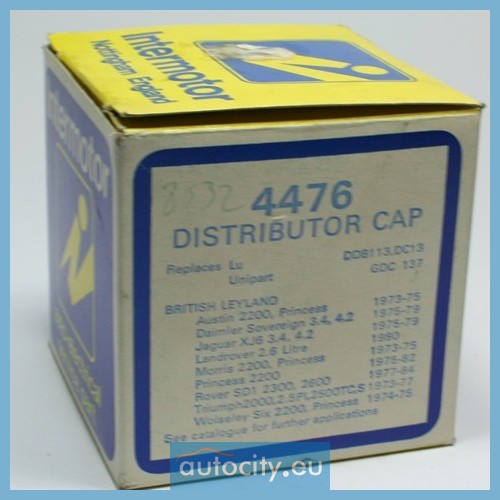 Intermotor
Nottingham England
Intermotor
8532 4476
DISTRIBUTOR CAP
Replaces Lu DDB113,DC13
Unipart GDC 137
BRITISH LEYLAND
Austin 2200, Princess 1973-75
Daimler Sovereign 3.4, 4.2 1975-79
Jaguar XJ6 3.4, 4.2 1975-79
Landrover 2.6 Litre 1980
Morris 2200, Princess 1973-75
Princess 2200 1975-82
Rover SD1 2300, 2600 1977-84
Triumph2000,2.5PI,2500TC,S 1973-77
Wolseley Six 2200, Princess 1974-75
See catalogue for further applications
autocity.eu